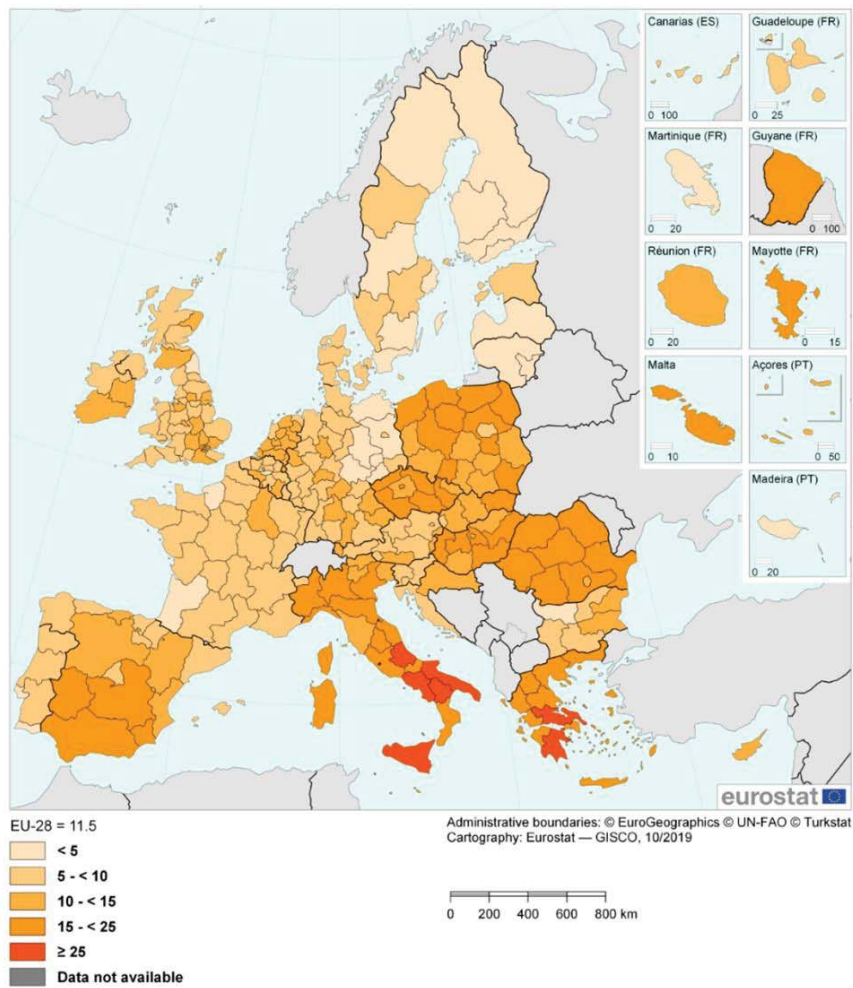 Canarias (ES)
0 100
Guadeloupe (FR)
0 25
Martinique (FR)
0 20
Guyane (FR)
0 100
Réunion (FR)
0 20
Mayotte (FR)
0 15
Malta
0 10
Açores (PT)
0 50
Madeira (PT)
0 20
eurostat
EU-28 = 11.5
< 5
5 - < 10
10 - < 15
15 - < 25
≥ 25
Data not available
Administrative boundaries: © EuroGeographics © UN-FAO © Turkstat
Cartography: Eurostat — GISCO, 10/2019
0 200 400 600 800 km